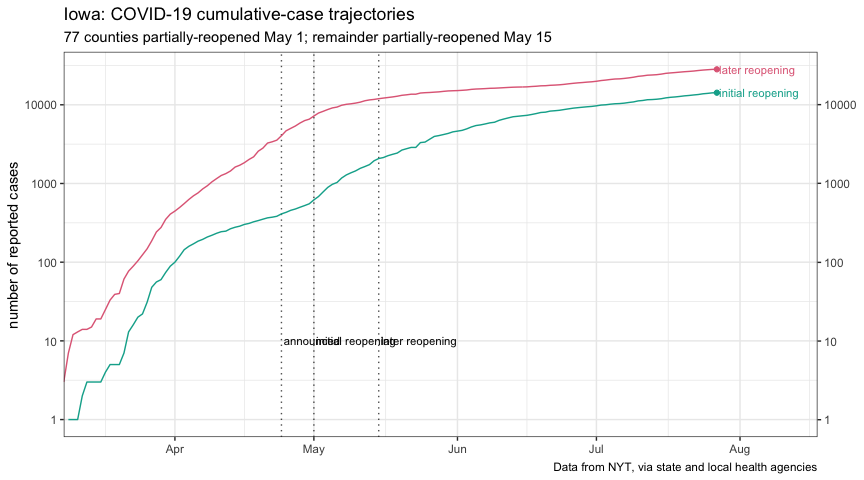 Iowa: COVID-19 cumulative-case trajectories
77 counties partially-reopened May 1; remainder partially-reopened May 15
number of reported cases
10000
1000
100
10
1
10000
1000
100
10
1
later reopening
initial reopening
announced
initial reopening
later reopening
Apr
May
Jun
Jul
Aug
Data from NYT, via state and local health agencies